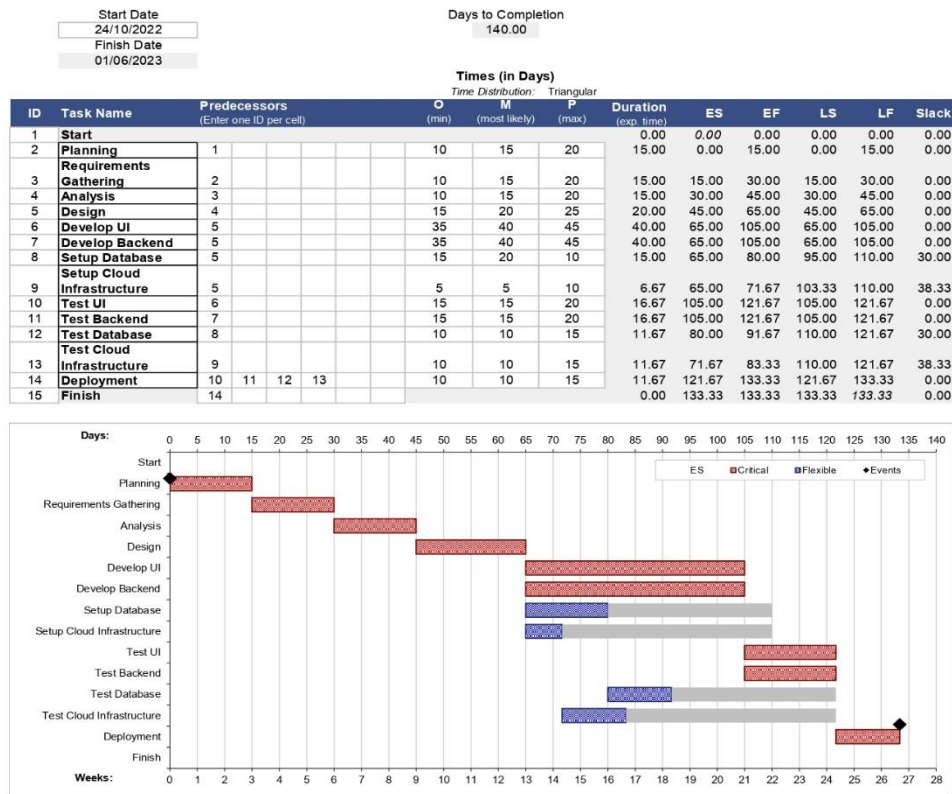 Start Date
24/10/2022
Finish Date
01/06/2023
Days to Completion
140.00
Times (in Days)
Time Distribution: Triangular
ID Task Name Predecessors (Enter one ID per cell) O (min) M (most likely) P (max) Duration (exp. time) ES EF LS LF Slack
1 Start 0.00 0.00 0.00 0.00 0.00 0.00
2 Planning 1 10 15 20 15.00 0.00 15.00 0.00 15.00 0.00
3 Requirements Gathering 2 10 15 20 15.00 15.00 30.00 15.00 30.00 0.00
4 Analysis 3 10 15 20 15.00 30.00 45.00 30.00 45.00 0.00
5 Design 4 15 20 25 20.00 45.00 65.00 45.00 65.00 0.00
6 Develop UI 5 35 40 45 40.00 65.00 105.00 65.00 105.00 0.00
7 Develop Backend 5 35 40 45 40.00 65.00 105.00 65.00 105.00 0.00
8 Setup Database 5 15 20 10 15.00 65.00 80.00 95.00 110.00 30.00
9 Setup Cloud Infrastructure 5 5 5 10 6.67 65.00 71.67 103.33 110.00 38.33
10 Test UI 6 15 15 20 16.67 105.00 121.67 105.00 121.67 0.00
11 Test Backend 7 15 15 20 16.67 105.00 121.67 105.00 121.67 0.00
12 Test Database 8 10 10 15 11.67 80.00 91.67 110.00 121.67 30.00
13 Test Cloud Infrastructure 9 10 10 15 11.67 71.67 83.33 110.00 121.67 38.33
14 Deployment 10 11 12 13 10 10 15 11.67 121.67 133.33 121.67 133.33 0.00
15 Finish 14 0.00 133.33 133.33 133.33 133.33 0.00
Days: 0 5 10 15 20 25 30 35 40 45 50 55 60 65 70 75 80 85 90 95 100 105 110 115 120 125 130 135 140
Start
ES Critical Flexible Events
Planning
Requirements Gathering
Analysis
Design
Develop UI
Develop Backend
Setup Database
Setup Cloud Infrastructure
Test UI
Test Backend
Test Database
Test Cloud Infrastructure
Deployment
Finish
Weeks: 0 1 2 3 4 5 6 7 8 9 10 11 12 13 14 15 16 17 18 19 20 21 22 23 24 25 26 27 28